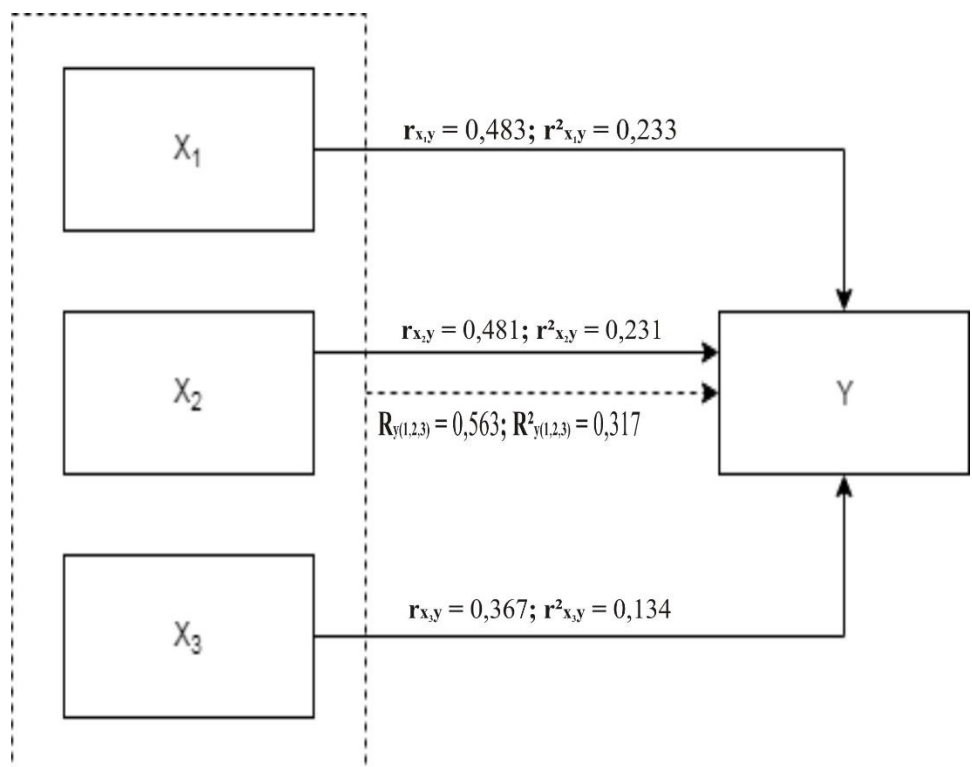 rx₁y = 0,483; r²x₁y = 0,233
X₁
rx₂y = 0,481; r²x₂y = 0,231
X₂
Y
Ry(1,2,3) = 0,563; R²y(1,2,3) = 0,317
rx₃y = 0,367; r²x₃y = 0,134
X₃